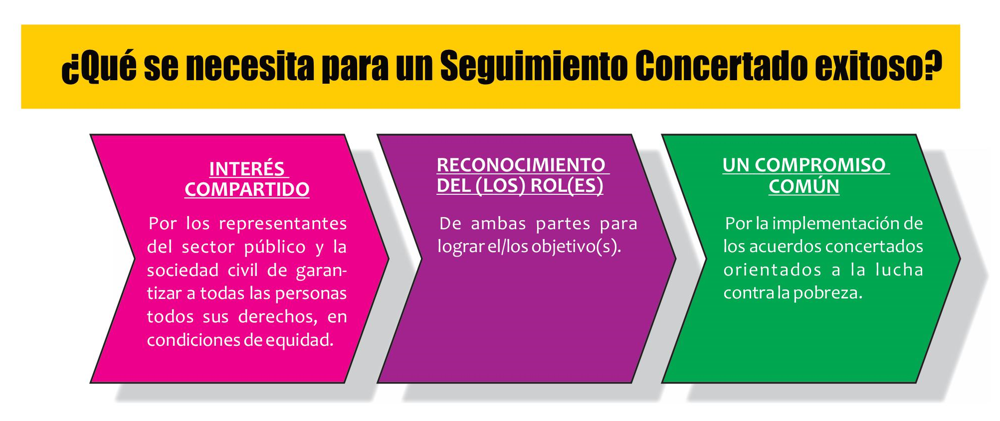 ¿Qué se necesita para un Seguimiento Concertado exitoso?
INTERÉS
COMPARTIDO
Por los representantes
del sector público y la
sociedad civil de garan-
tizar a todas las personas
todos sus derechos, en
condiciones de equidad.
RECONOCIMIENTO
DEL (LOS) ROL(ES)
De ambas partes para
lograr el/los objetivo(s).
UN COMPROMISO
COMÚN
Por la implementación de
los acuerdos concertados
orientados a la lucha
contra la pobreza.